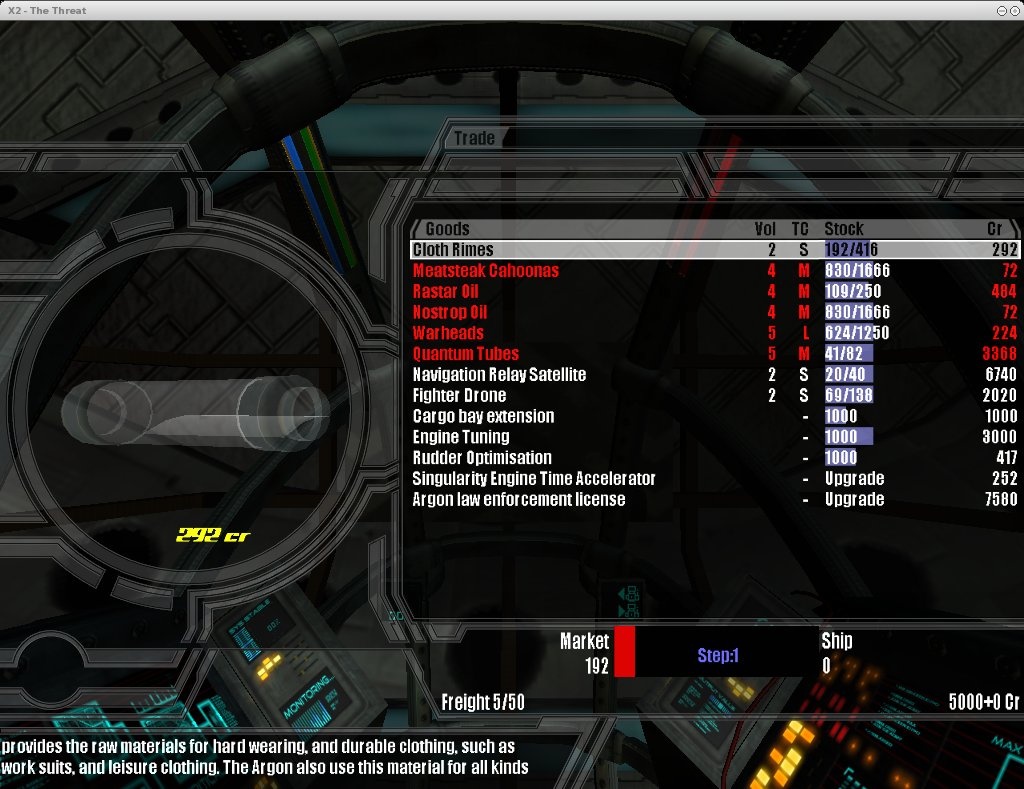 X2 - The Threat
Trade
Goods Vol TC Stock Cr
Cloth Rimes 2 S 192/416 292
Meatsteak Cahoonas 4 M 830/1666 72
Rastar Oil 4 M 109/250 484
Nostrop Oil 4 M 830/1666 72
Warheads 5 L 624/1250 224
Quantum Tubes 5 M 41/82 3368
Navigation Relay Satellite 2 S 20/40 6740
Fighter Drone 2 S 69/138 2020
Cargo bay extension - 1000 1000
Engine Tuning - 1000 3000
Rudder Optimisation - 1000 417
Singularity Engine Time Accelerator - Upgrade 252
Argon law enforcement license - Upgrade 7580
292 cr
SYS STABLE
Market Step:1 Ship
192 0
MONITORING...
Freight 5/50 5000+0 Cr
MAX
provides the raw materials for hard wearing, and durable clothing, such as
work suits, and leisure clothing. The Argon also use this material for all kinds